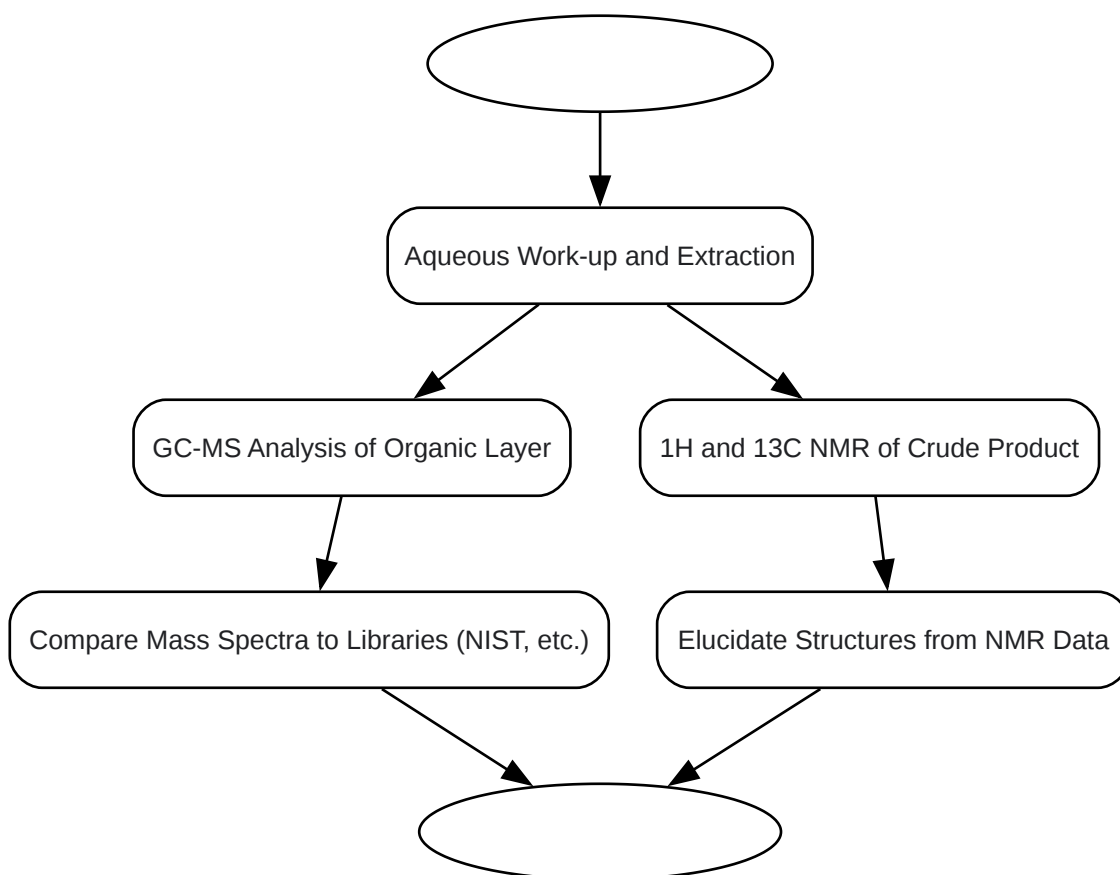 Aqueous Work-up and Extraction
GC-MS Analysis of Organic Layer
1H and 13C NMR of Crude Product
Compare Mass Spectra to Libraries (NIST, etc.)
Elucidate Structures from NMR Data